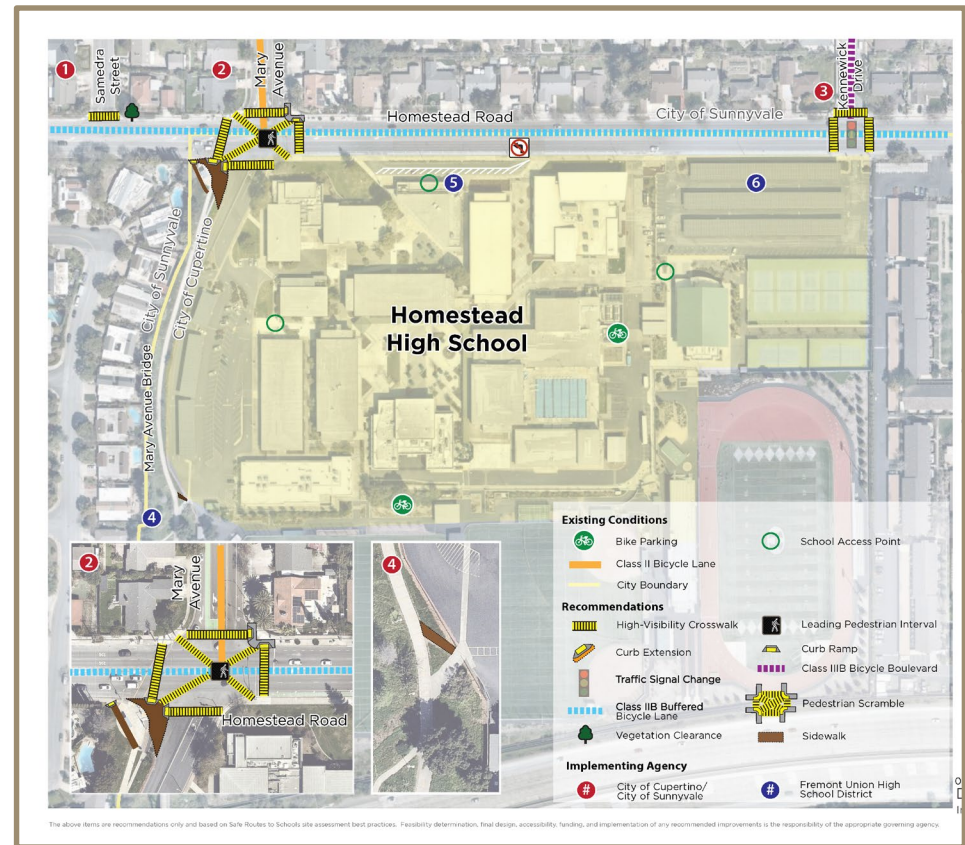 1
Samedra
Street
2
Mary
Avenue
Homestead Road
City of Sunnyvale
3
Kennewick
Drive
5
6
City of Sunnyvale
City of Cupertino
Homestead
High School
Mary Avenue Bridge
4
2
Mary
Avenue
Homestead Road
4
Existing Conditions
Bike Parking
School Access Point
Class II Bicycle Lane
City Boundary
Recommendations
High-Visibility Crosswalk
Leading Pedestrian Interval
Curb Extension
Curb Ramp
Traffic Signal Change
Class IIIB Bicycle Boulevard
Class IIB Buffered
Bicycle Lane
Pedestrian Scramble
Vegetation Clearance
Sidewalk
Implementing Agency
# City of Cupertino/
City of Sunnyvale
# Fremont Union High
School District
The above items are recommendations only and based on Safe Routes to Schools site assessment best practices. Feasibility determination, final design, accessibility, funding, and implementation of any recommended improvements is the responsibility of the appropriate governing agency.